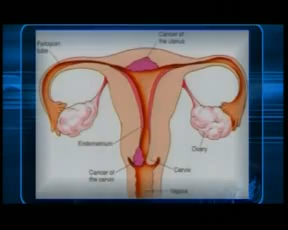 Cancer of
the uterus
Fallopian
tube
Endometrium
Ovary
Cancer of
the cervix
Cervix
Vagina